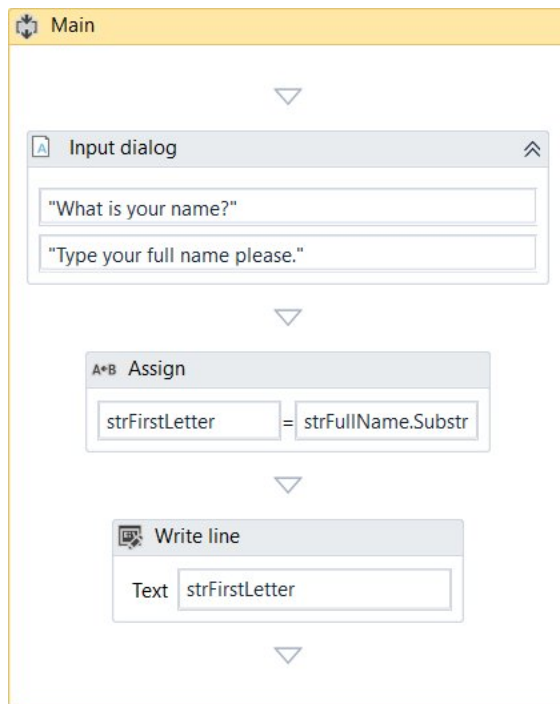 Main
Input dialog
"What is your name?"
"Type your full name please."
A+B Assign
strFirstLetter = strFullName.Substr
Write line
Text strFirstLetter